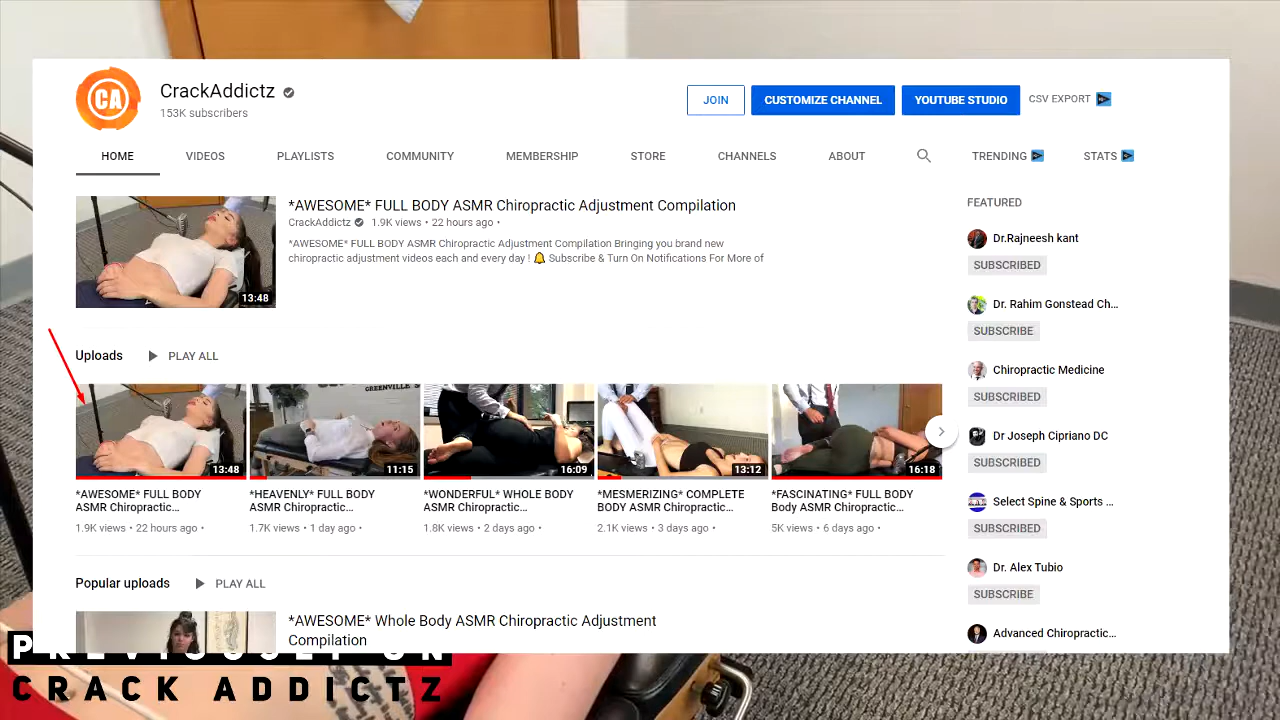 CA
CrackAddictz
153K subscribers
JOIN
CUSTOMIZE CHANNEL
YOUTUBE STUDIO
CSV EXPORT
HOME
VIDEOS
PLAYLISTS
COMMUNITY
MEMBERSHIP
STORE
CHANNELS
ABOUT
TRENDING
STATS
13:48
*AWESOME* FULL BODY ASMR Chiropractic Adjustment Compilation
CrackAddictz 1.9K views • 22 hours ago •
*AWESOME* FULL BODY ASMR Chiropractic Adjustment Compilation Bringing you brand new
chiropractic adjustment videos each and every day ! 🔔 Subscribe & Turn On Notifications For More of
Uploads
PLAY ALL
13:48
*AWESOME* FULL BODY
ASMR Chiropractic...
1.9K views • 22 hours ago •
GREENVILLE
11:15
*HEAVENLY* FULL BODY
ASMR Chiropractic...
1.7K views • 1 day ago •
16:09
*WONDERFUL* WHOLE BODY
ASMR Chiropractic...
1.8K views • 2 days ago •
13:12
*MESMERIZING* COMPLETE
BODY ASMR Chiropractic...
2.1K views • 3 days ago •
16:18
*FASCINATING* FULL BODY
Body ASMR Chiropractic...
5K views • 6 days ago •
Popular uploads
PLAY ALL
*AWESOME* Whole Body ASMR Chiropractic Adjustment
Compilation
FEATURED
Dr.Rajneesh kant
SUBSCRIBED
Dr. Rahim Gonstead Ch...
SUBSCRIBE
Chiropractic Medicine
SUBSCRIBED
Dr Joseph Cipriano DC
SUBSCRIBED
Select Spine & Sports ...
SUBSCRIBED
Dr. Alex Tubio
SUBSCRIBE
Advanced Chiropractic...
PREVIOUSLY ON
CRACK ADDICTZ